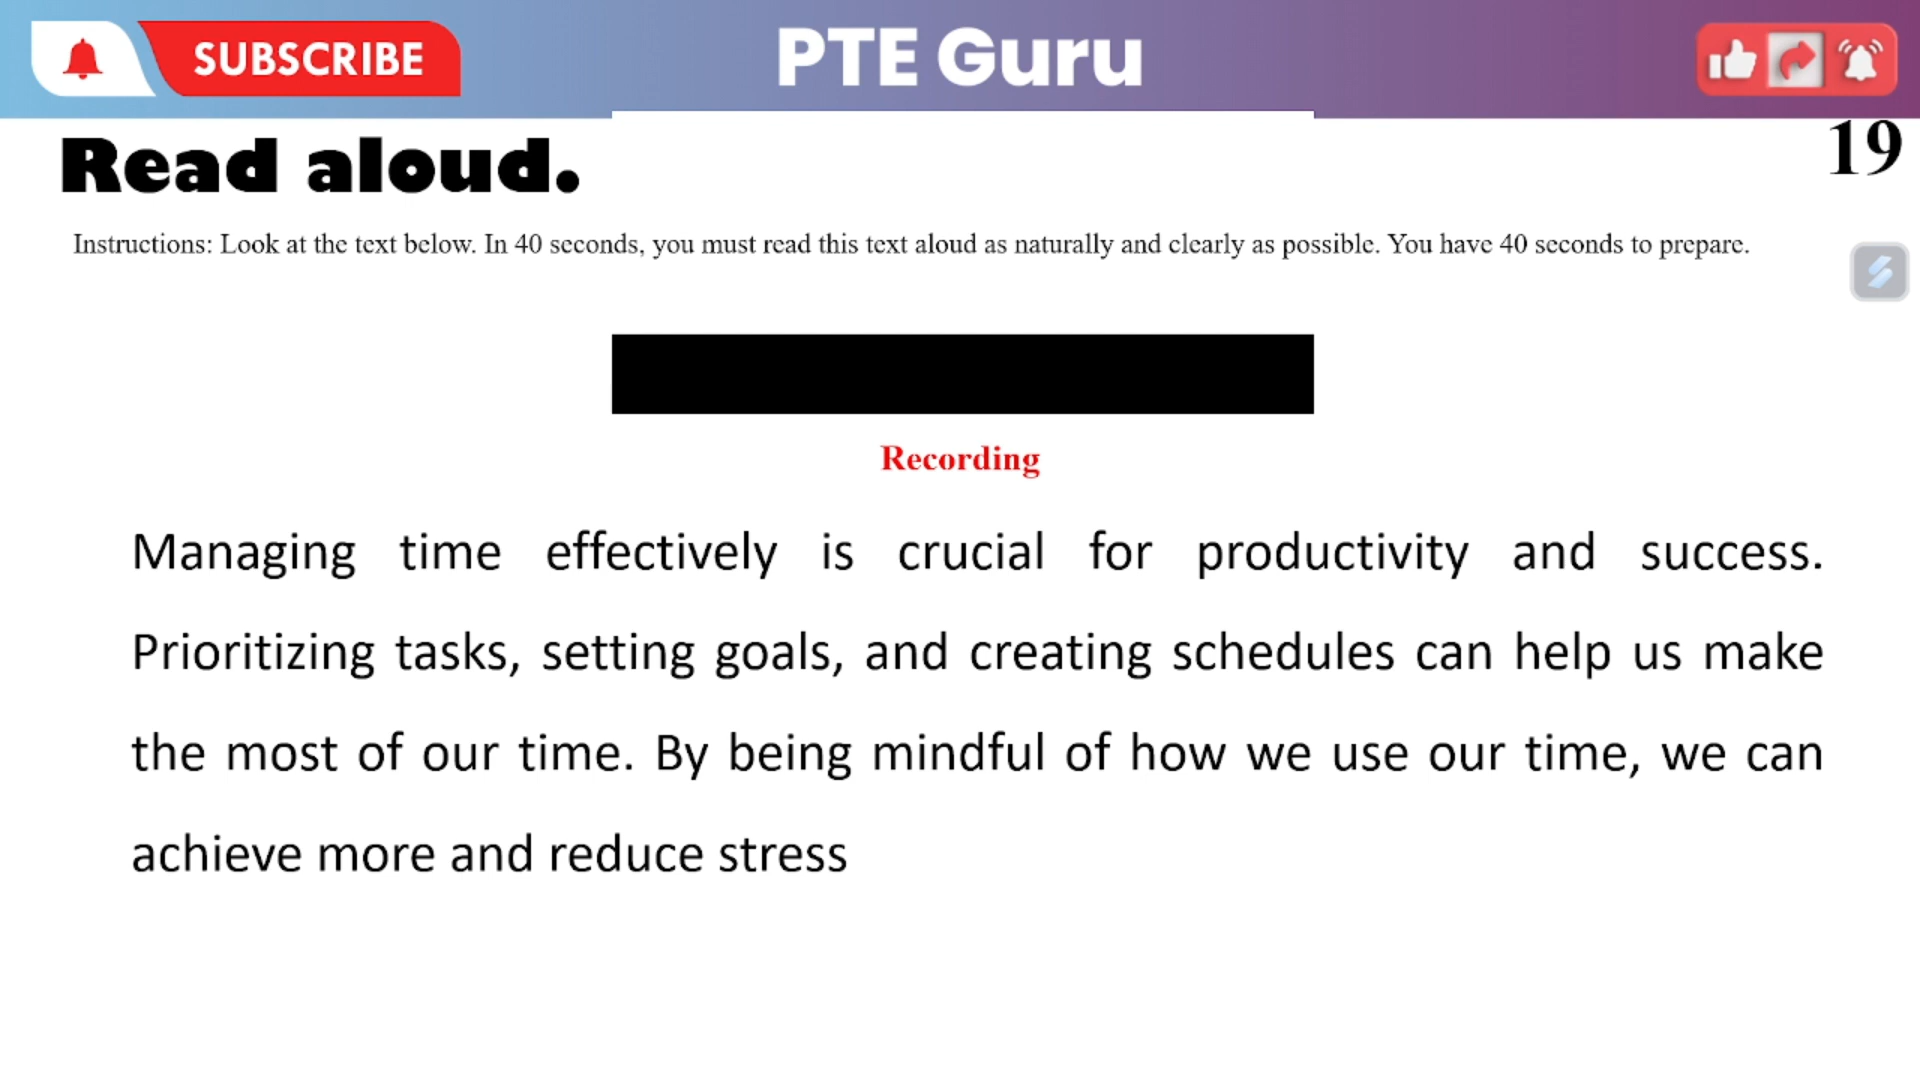 SUBSCRIBE
PTE Guru
Read aloud.
19
Instructions: Look at the text below. In 40 seconds, you must read this text aloud as naturally and clearly as possible. You have 40 seconds to prepare.
Recording
Managing time effectively is crucial for productivity and success.
Prioritizing tasks, setting goals, and creating schedules can help us make
the most of our time. By being mindful of how we use our time, we can
achieve more and reduce stress